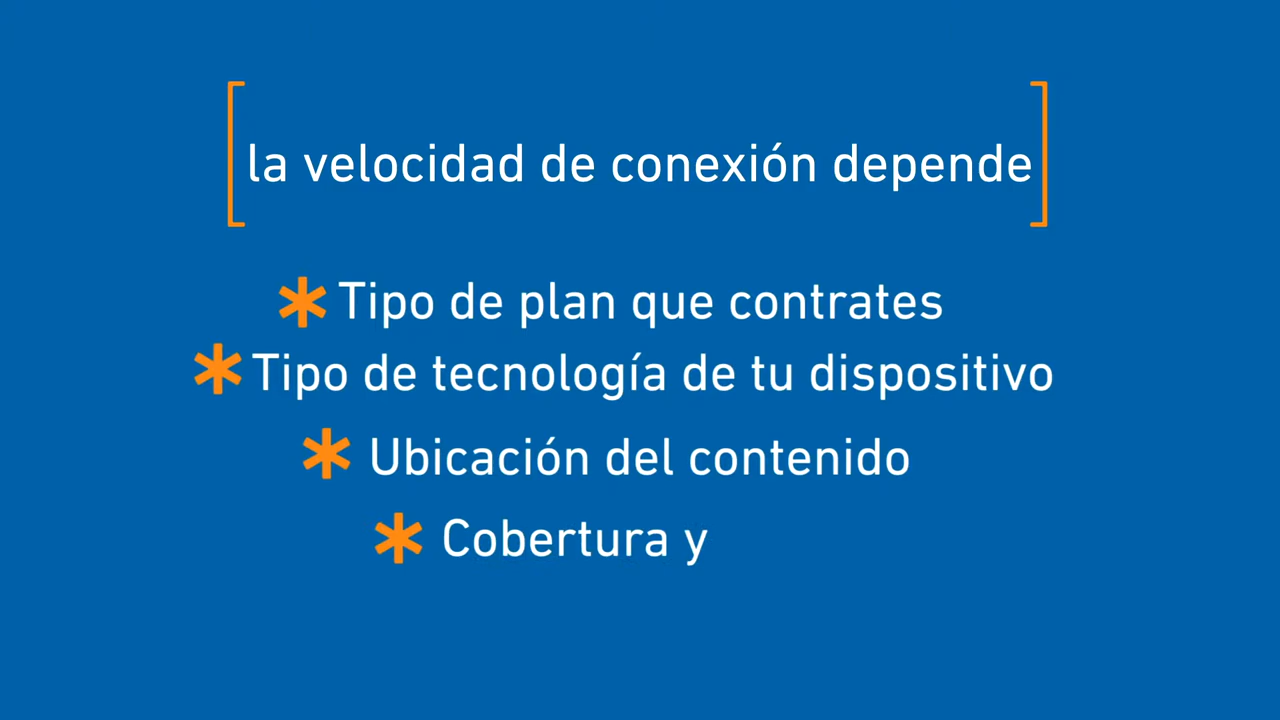 la velocidad de conexión depende
* Tipo de plan que contrates
* Tipo de tecnología de tu dispositivo
* Ubicación del contenido
* Cobertura y